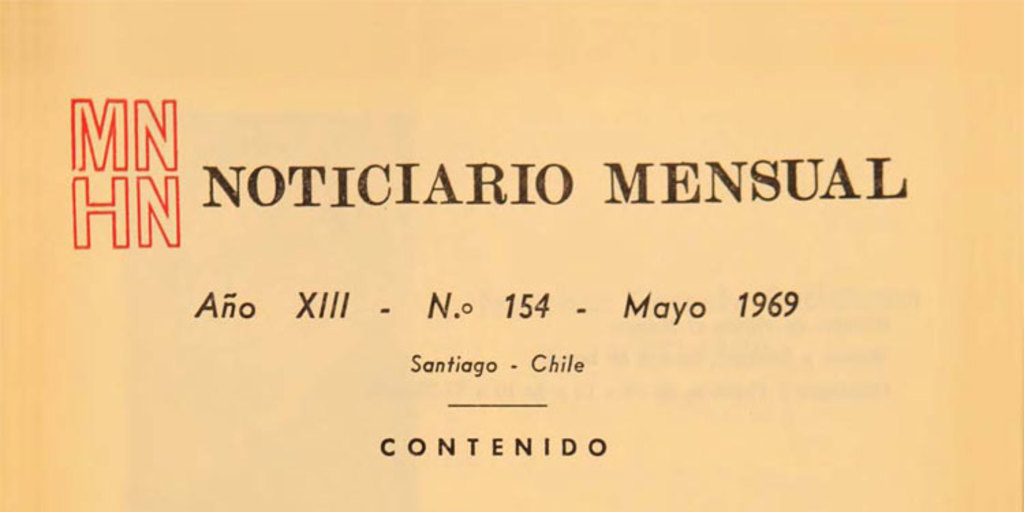 MN
HN
NOTICIARIO MENSUAL
Año XIII - N.º 154 - Mayo 1969
Santiago - Chile
CONTENIDO